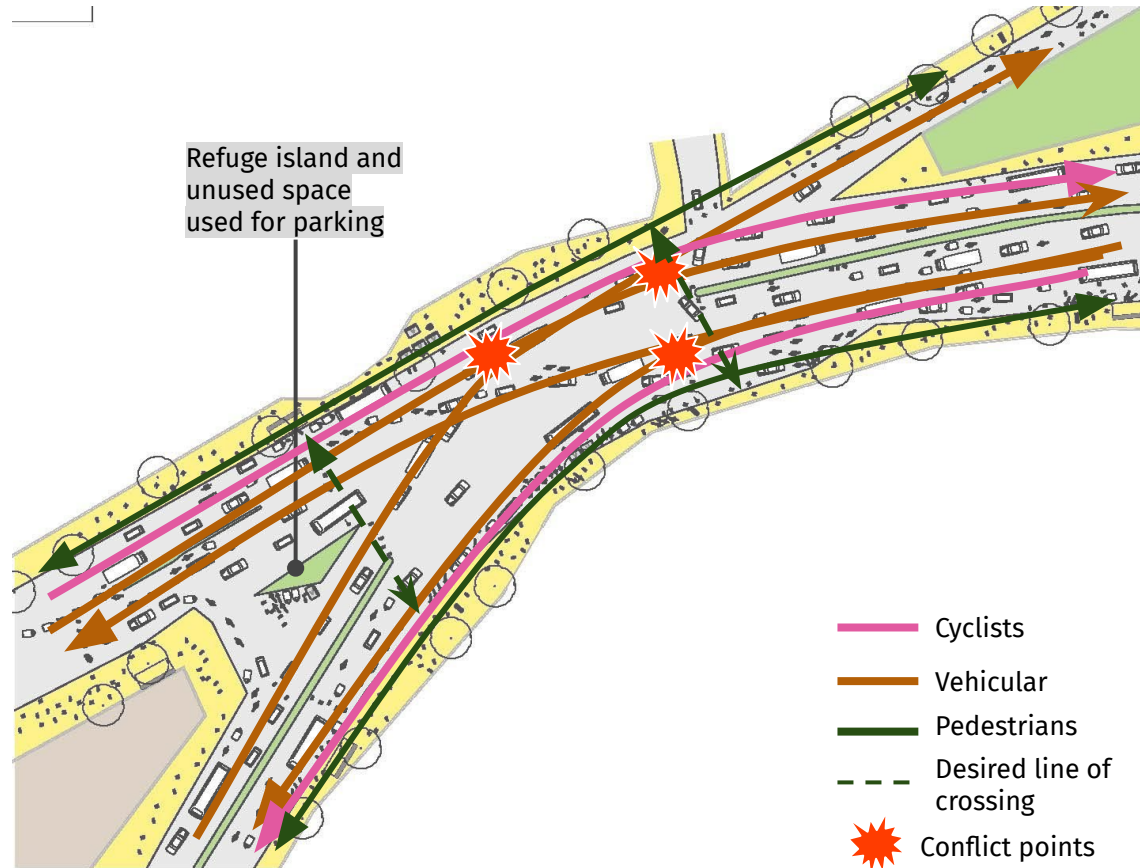 Refuge island and
unused space
used for parking
Cyclists
Vehicular
Pedestrians
Desired line of
crossing
Conflict points